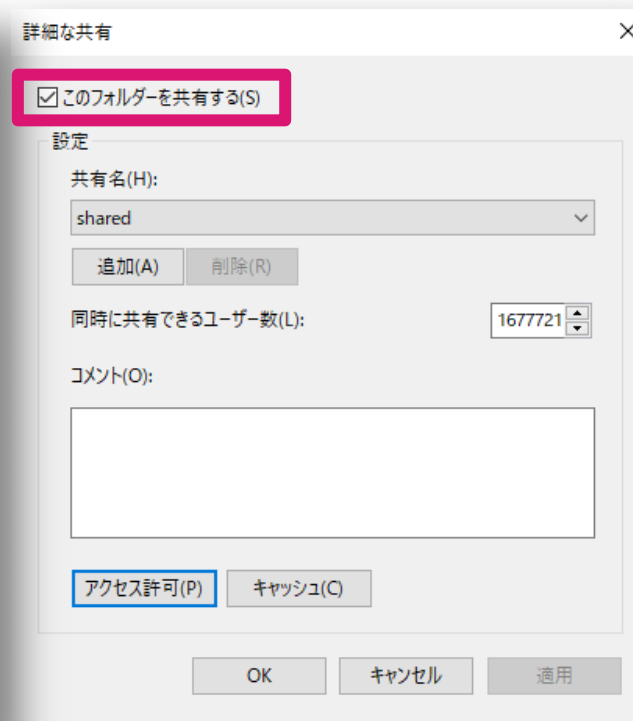 詳細な共有
このフォルダーを共有する(S)
設定
共有名(H):
shared
追加(A) 削除(R)
同時に共有できるユーザー数(L): 1677721
コメント(O):
アクセス許可(P) キャッシュ(C)
OK キャンセル 適用